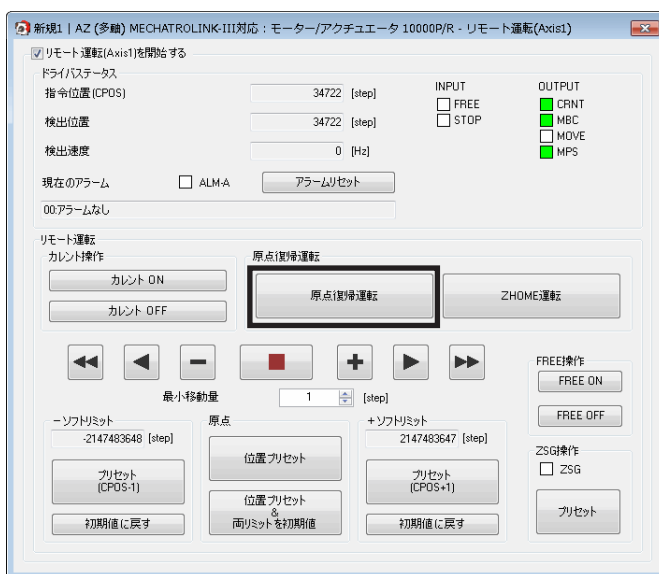 新規1 | AZ (多軸) MECHATROLINK-III対応：モーター/アクチュエータ 10000P/R - リモート運転(Axis1)
リモート運転(Axis1)を開始する
ドライバステータス
指令位置(CPOS) 34722 [step]
検出位置 34722 [step]
検出速度 0 [Hz]
INPUT
FREE
STOP
OUTPUT
CRNT
MBC
MOVE
MPS
現在のアラーム ALM-A アラームリセット
00:アラームなし
リモート運転
カレント操作
カレント ON
カレント OFF
原点復帰運転
原点復帰運転
ZHOME運転
最小移動量 1 [step]
FREE操作
FREE ON
FREE OFF
－ソフトリミット
-2147483648 [step]
プリセット
(CPOS-1)
初期値に戻す
原点
位置プリセット
位置プリセット
&
両リミットを初期値
＋ソフトリミット
2147483647 [step]
プリセット
(CPOS+1)
初期値に戻す
ZSG操作
ZSG
プリセット